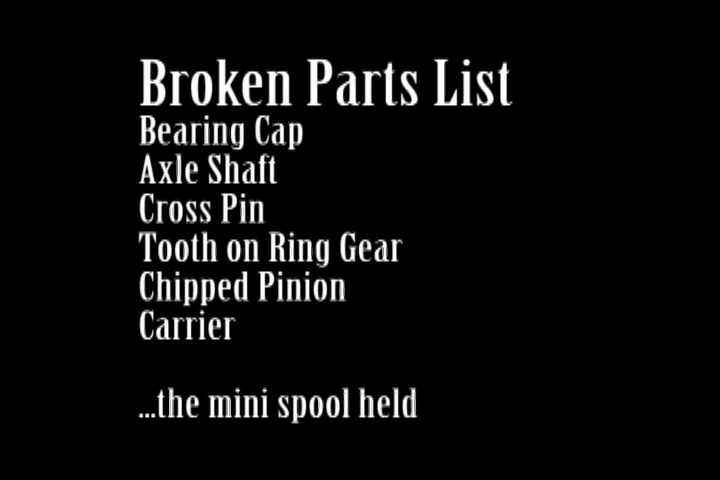 Broken Parts List
Bearing Cap
Axle Shaft
Cross Pin
Tooth on Ring Gear
Chipped Pinion
Carrier
...the mini spool held